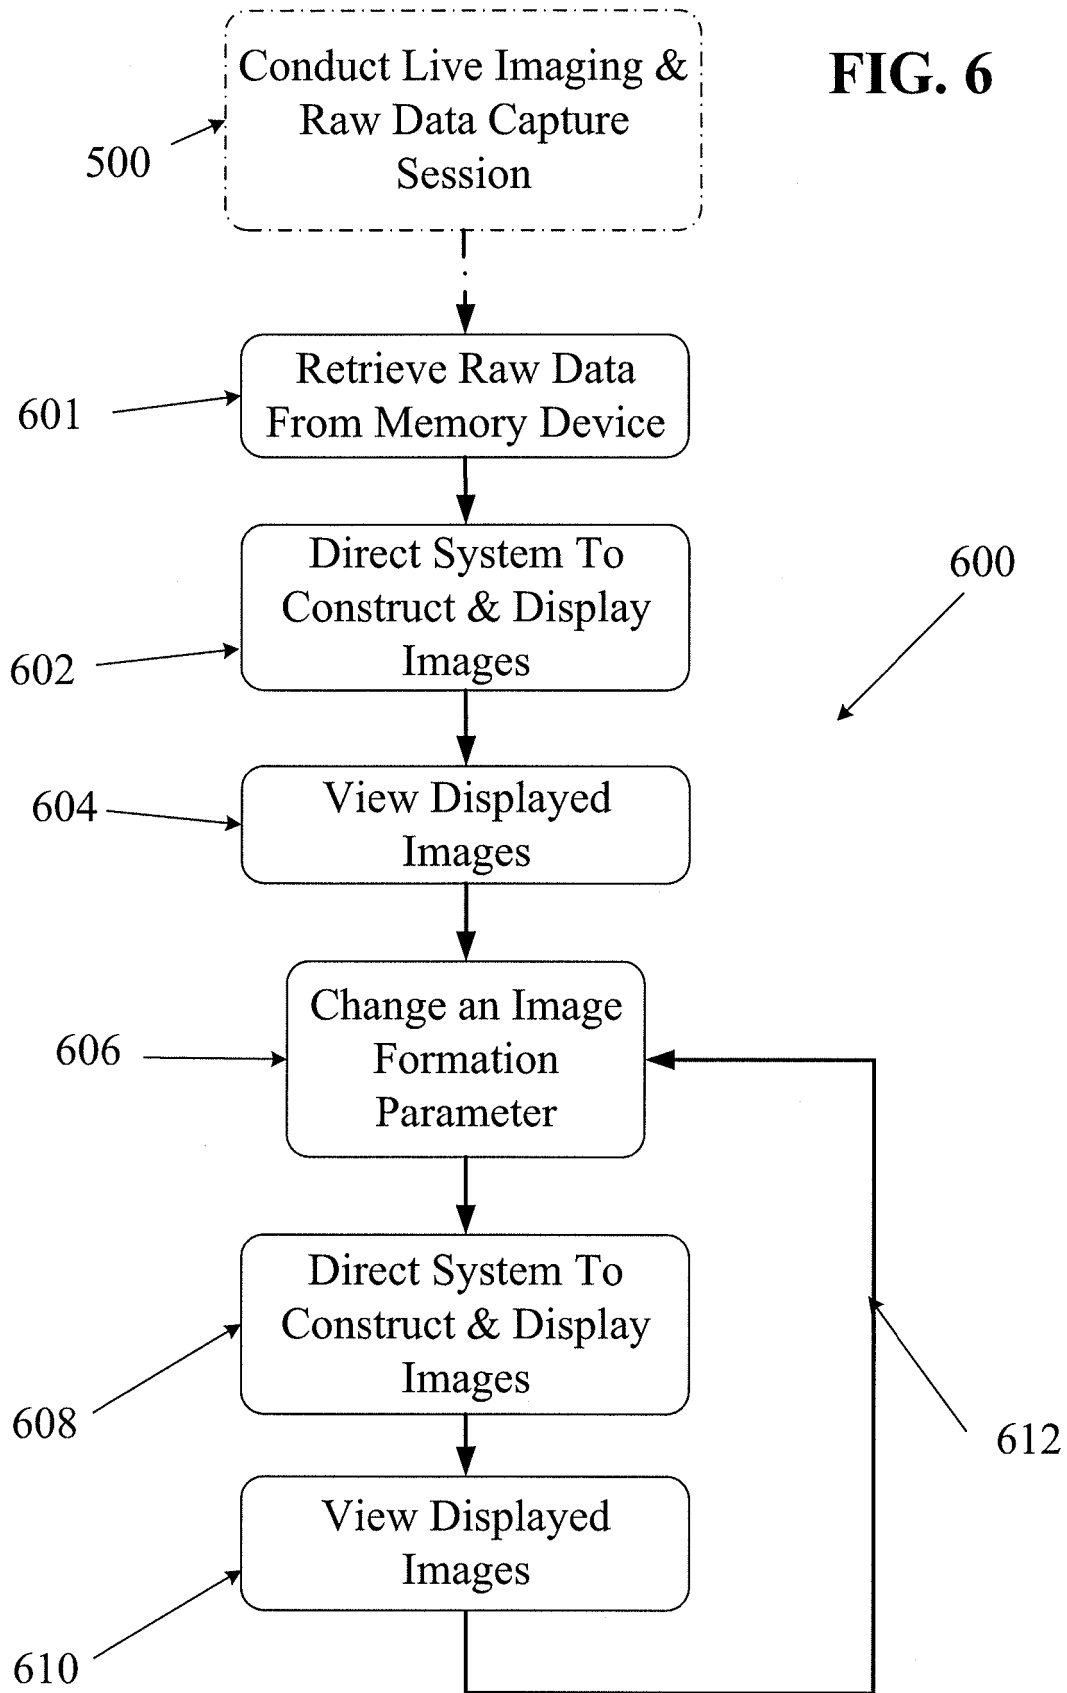 FIG. 6
Conduct Live Imaging &
Raw Data Capture
Session
500
Retrieve Raw Data
From Memory Device
601
Direct System To
Construct & Display
Images
602
600
View Displayed
Images
604
Change an Image
Formation
Parameter
606
Direct System To
Construct & Display
Images
608
612
View Displayed
Images
610